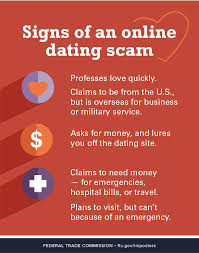 Signs of an online
dating scam
Professes love quickly.
Claims to be from the U.S.,
but is overseas for business
or military service.
Asks for money, and lures
you off the dating site.
Claims to need money
— for emergencies,
hospital bills, or travel.
Plans to visit, but can't
because of an emergency.
FEDERAL TRADE COMMISSION • ftc.gov/imposters